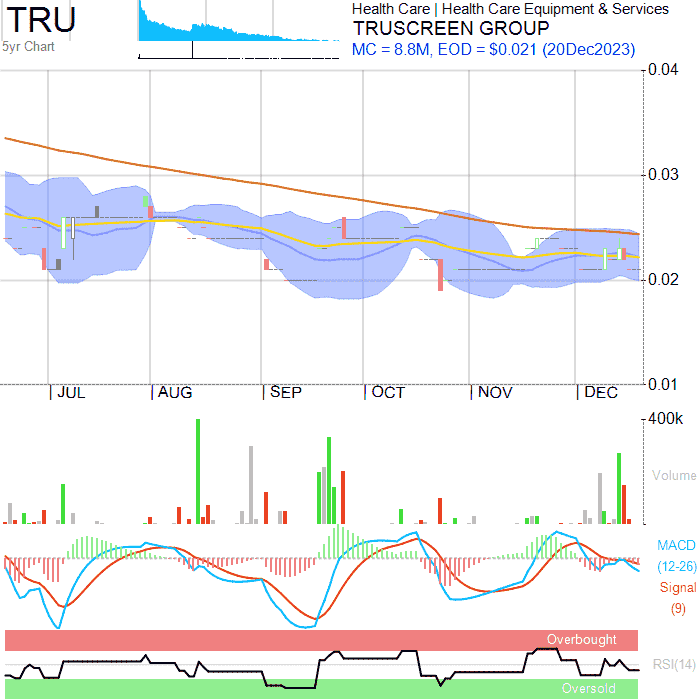 TRU
5yr Chart
Health Care | Health Care Equipment & Services
TRUSCREEN GROUP
MC = 8.8M, EOD = $0.021 (20Dec2023)
0.04
0.03
0.02
0.01
JUL
AUG
SEP
OCT
NOV
DEC
400k
Volume
MACD
(12-26)
Signal
(9)
Overbought
RSI(14)
Oversold